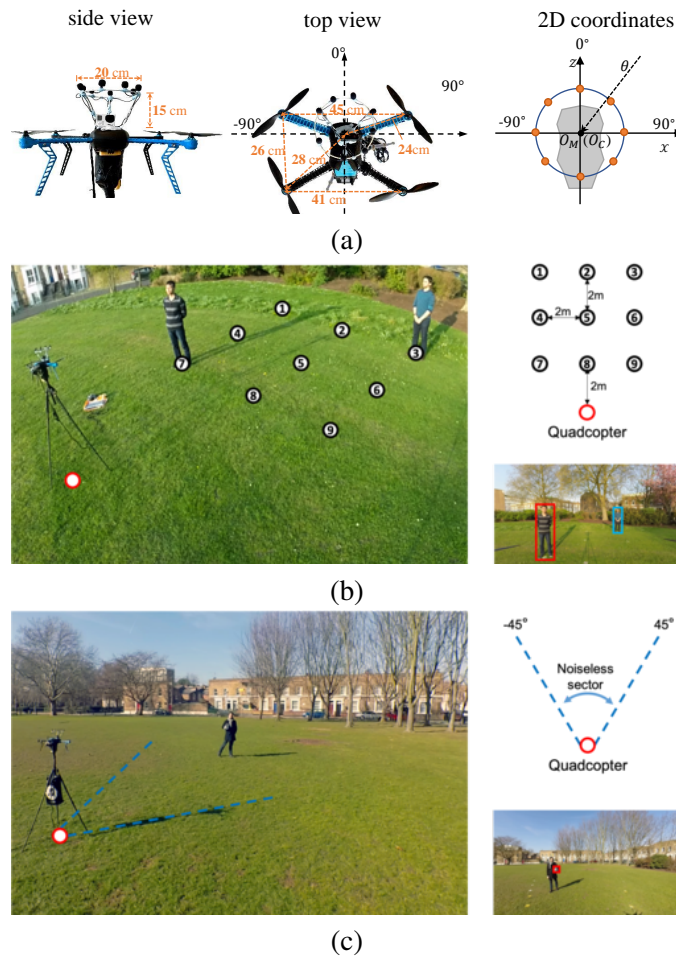 side view
top view
2D coordinates
0°
0°
20 cm
z
θ
90°
45 cm
15 cm
-90°
-90°
90°
O_M (O_C)
x
26 cm
28 cm
24cm
41 cm
(a)
① ② ③
2m
2m
④ ⑤ ⑥
⑦ ⑧ ⑨
2m
Quadcopter
①
②
④
③
⑤
⑦
⑥
⑧
⑨
(b)
-45°
45°
Noiseless
sector
Quadcopter
(c)